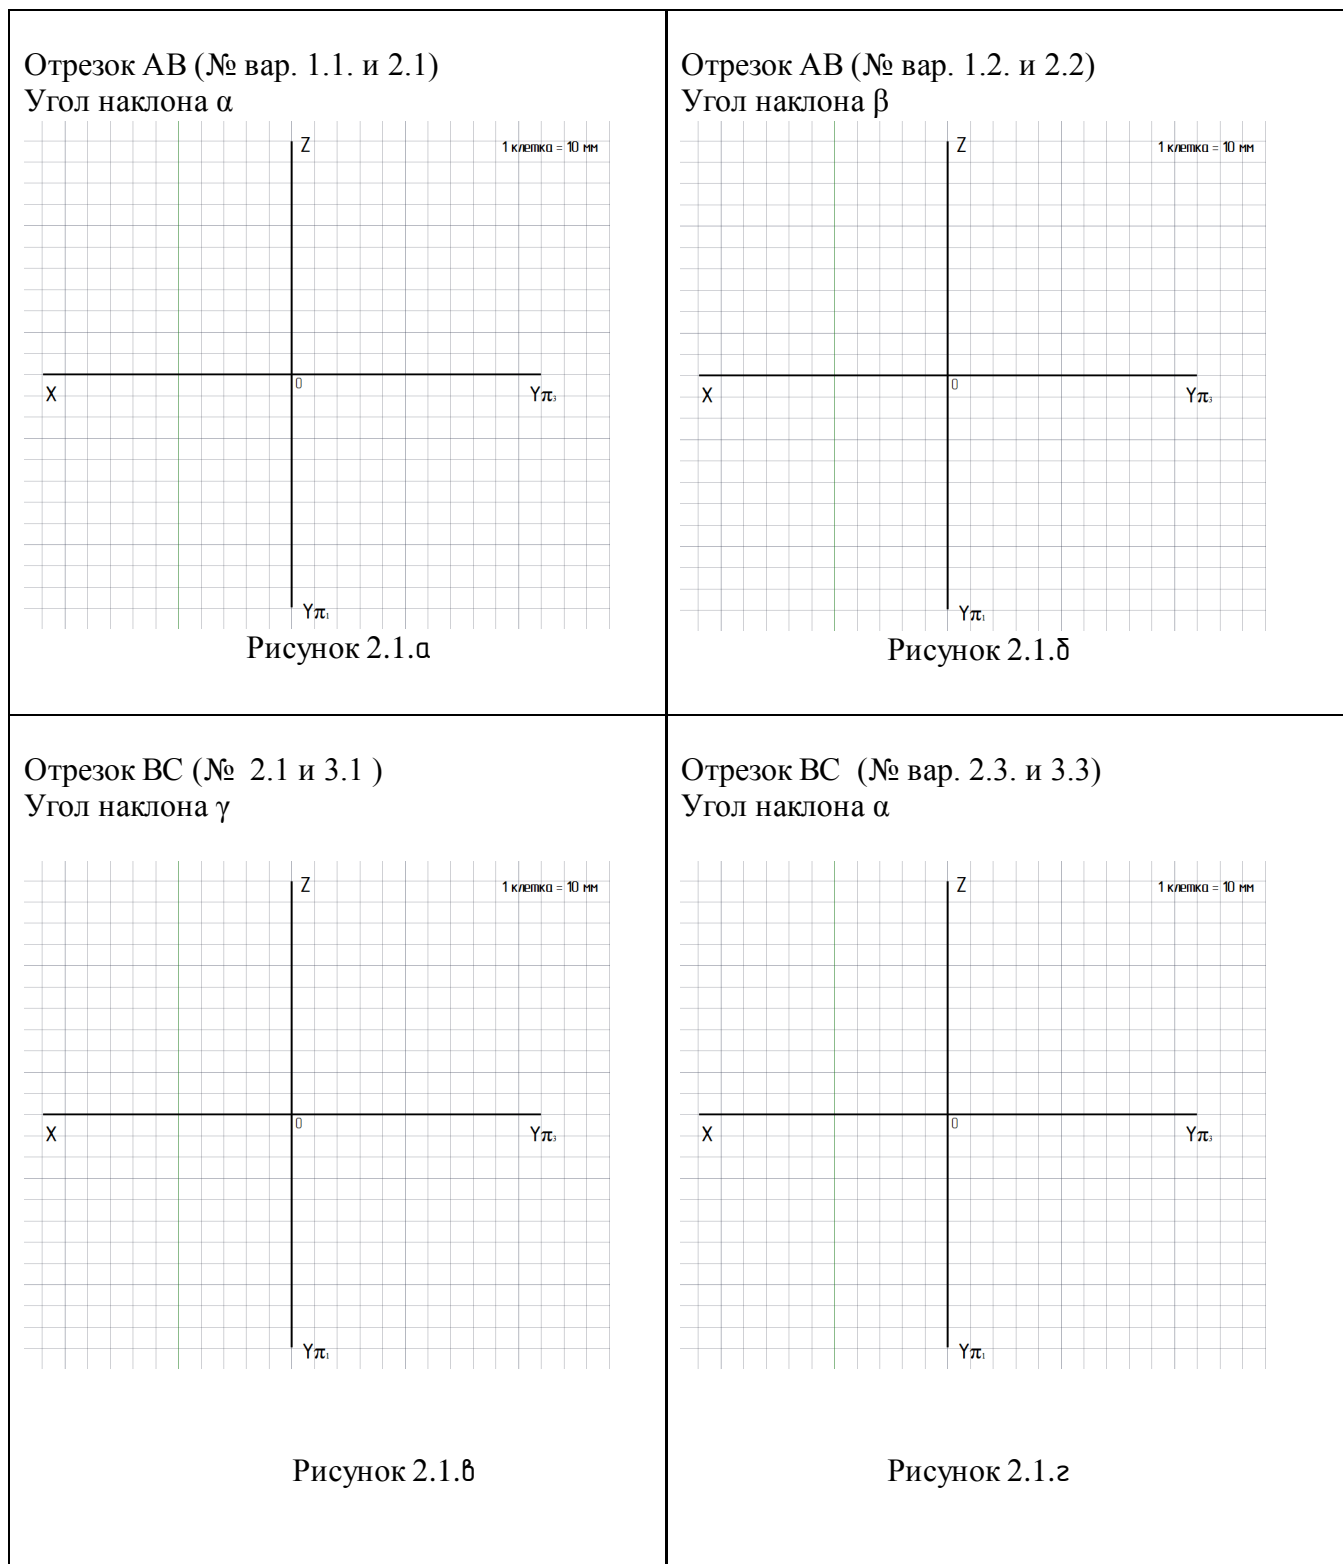 Отрезок АВ (№ вар. 1.1. и 2.1)
Угол наклона α
Z
1 клетка = 10 мм
0
X
Yπ₃
Yπ₁
Рисунок 2.1.а
Отрезок АВ (№ вар. 1.2. и 2.2)
Угол наклона β
Z
1 клетка = 10 мм
0
X
Yπ₃
Yπ₁
Рисунок 2.1.б
Отрезок ВС (№ 2.1 и 3.1 )
Угол наклона γ
Z
1 клетка = 10 мм
0
X
Yπ₃
Yπ₁
Рисунок 2.1.в
Отрезок ВС (№ вар. 2.3. и 3.3)
Угол наклона α
Z
1 клетка = 10 мм
0
X
Yπ₃
Yπ₁
Рисунок 2.1.г